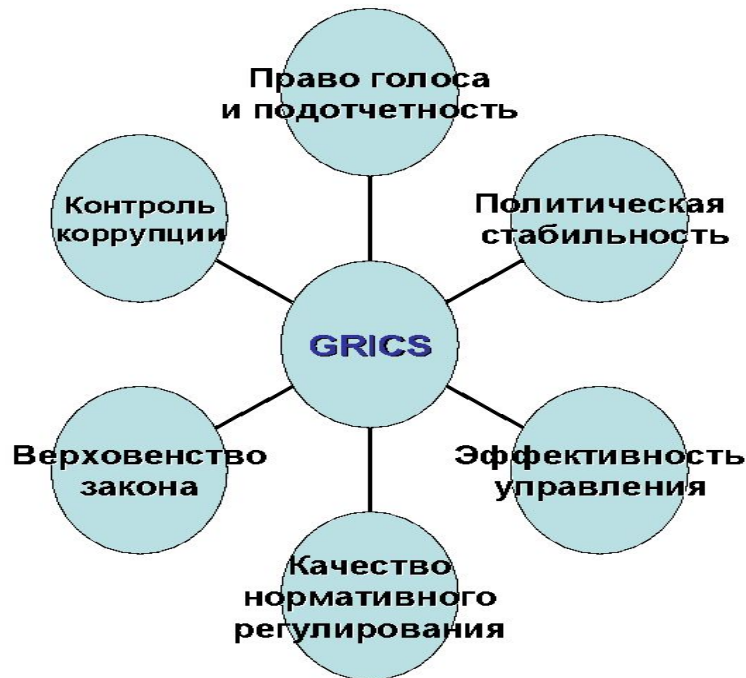 Право голоса
и подотчетность
Контроль
коррупции
Политическая
стабильность
GRICS
Верховенство
закона
Эффективность
управления
Качество
нормативного
регулирования